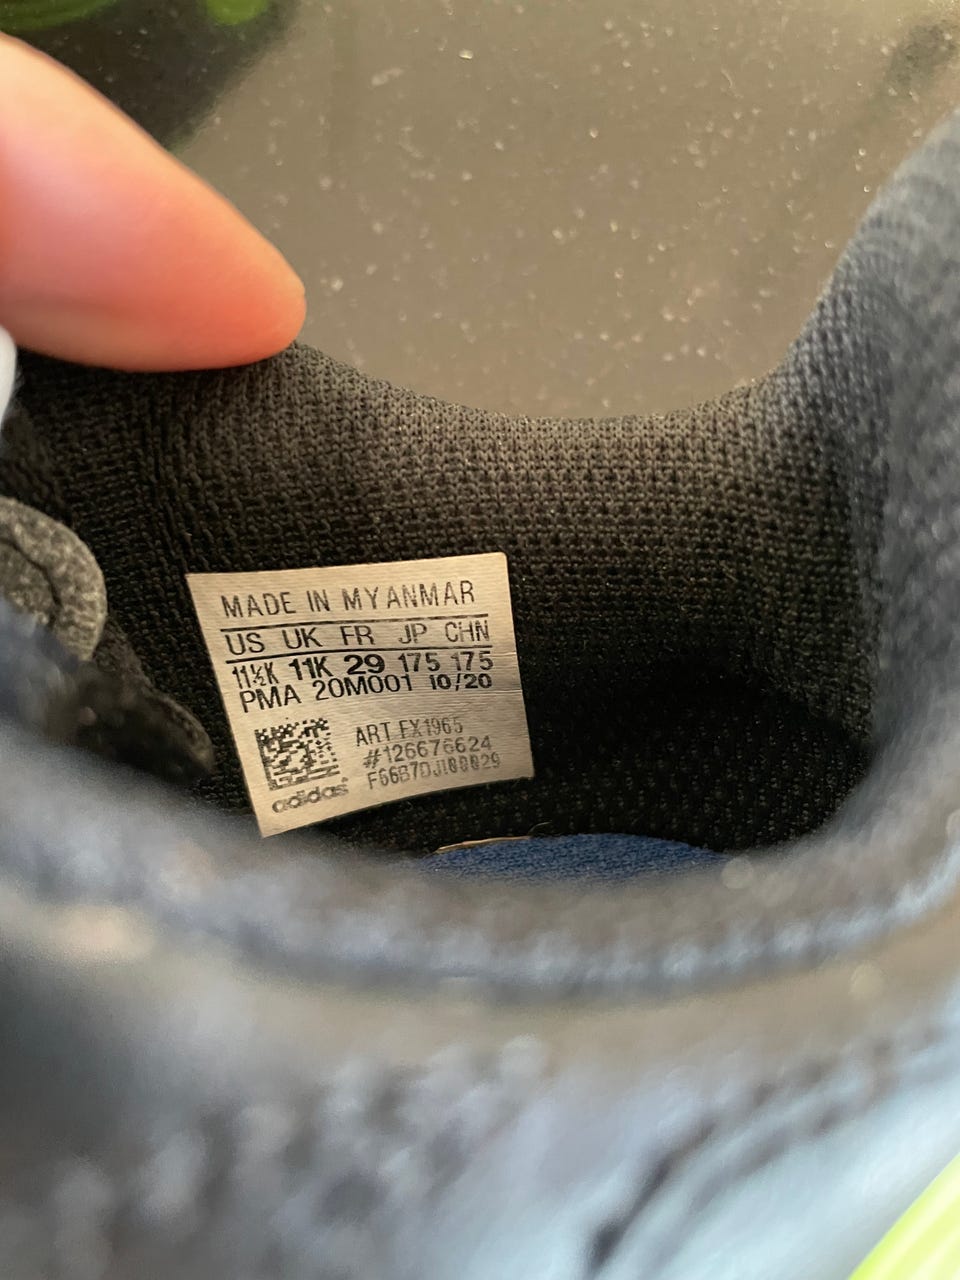 MADE IN MYANMAR
US UK FR JP CHN
11½K 11K 29 175 175
PMA 20M001 10/20
ART FX1965
#126676624
adidas